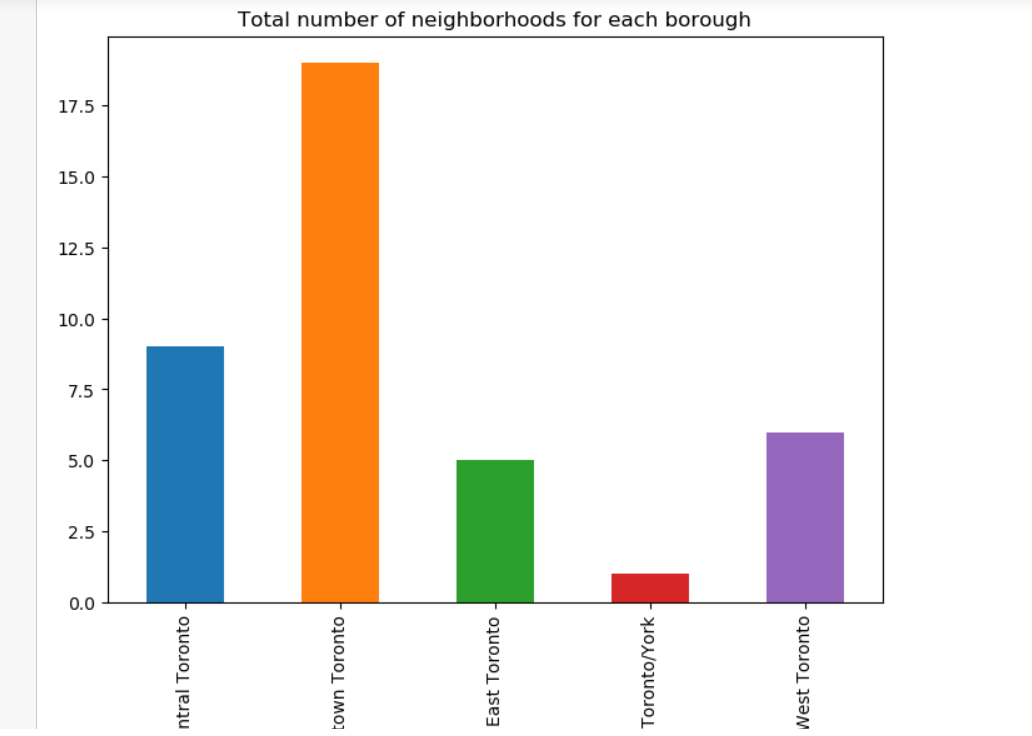 Total number of neighborhoods for each borough
17.5
15.0
12.5
10.0
7.5
5.0
2.5
0.0
ntral Toronto
town Toronto
East Toronto
Toronto/York
West Toronto